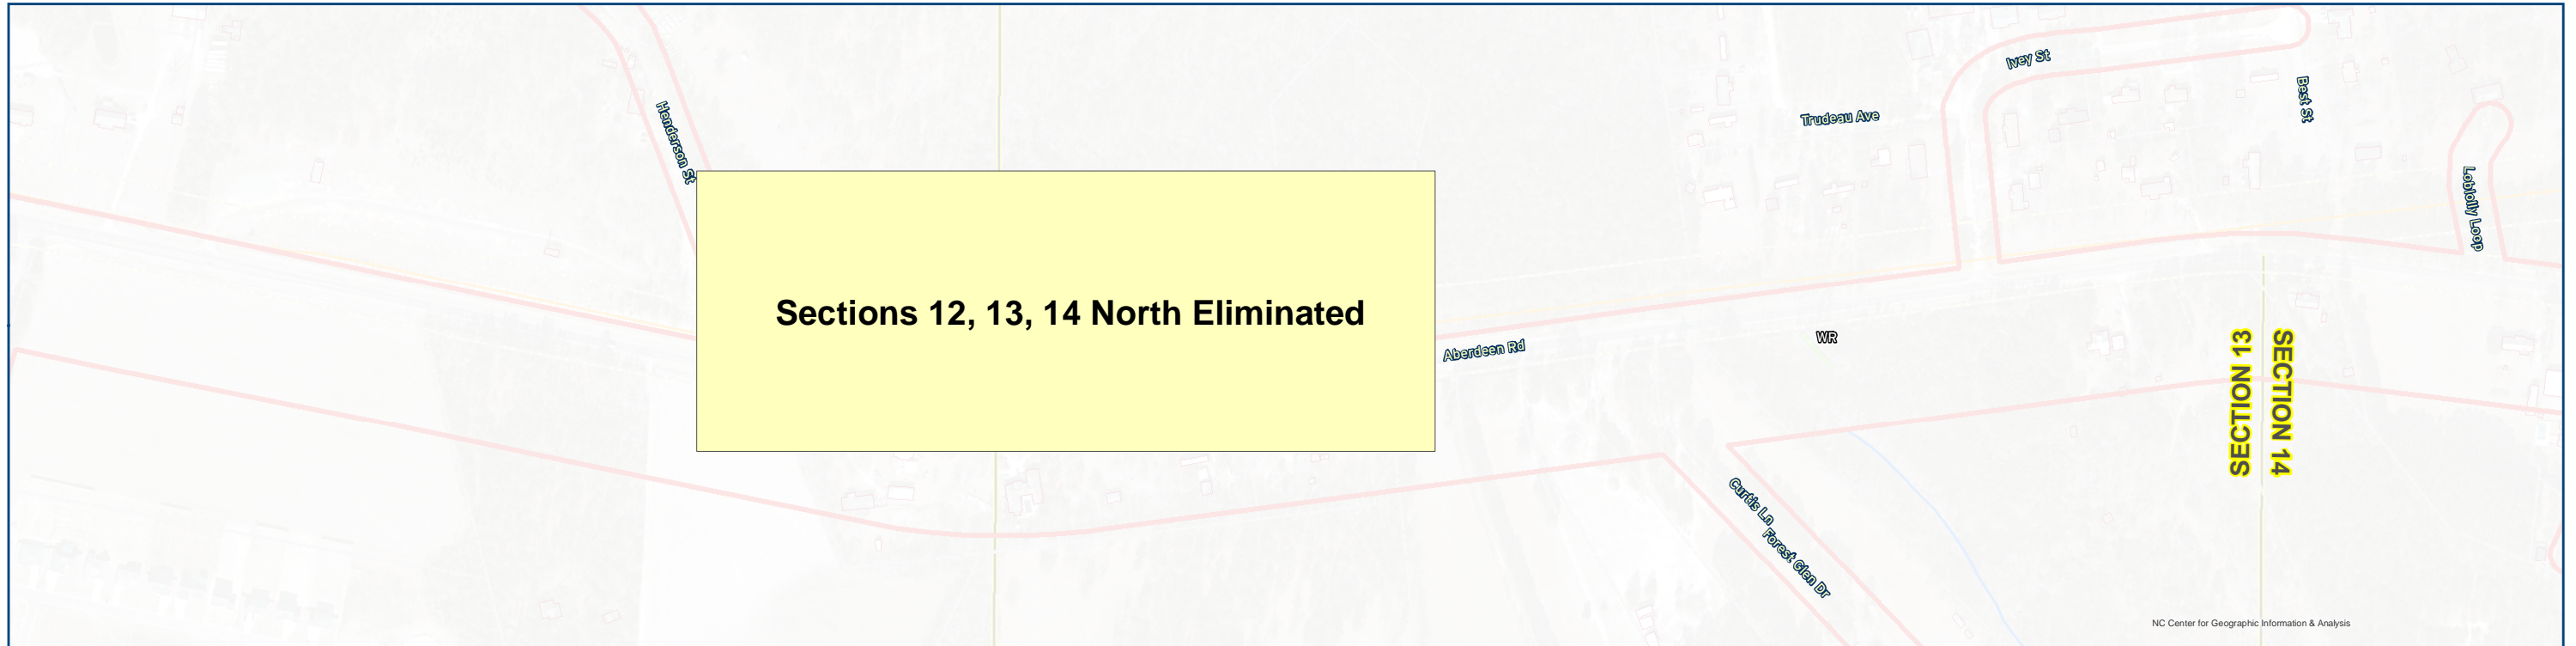 Ivey St
Best St
Henderson St
Trudeau Ave
Loblolly Loop
Sections 12, 13, 14 North Eliminated
Aberdeen Rd
WR
SECTION 13
SECTION 14
Curtis Ln
Forest Glen Dr
NC Center for Geographic Information & Analysis